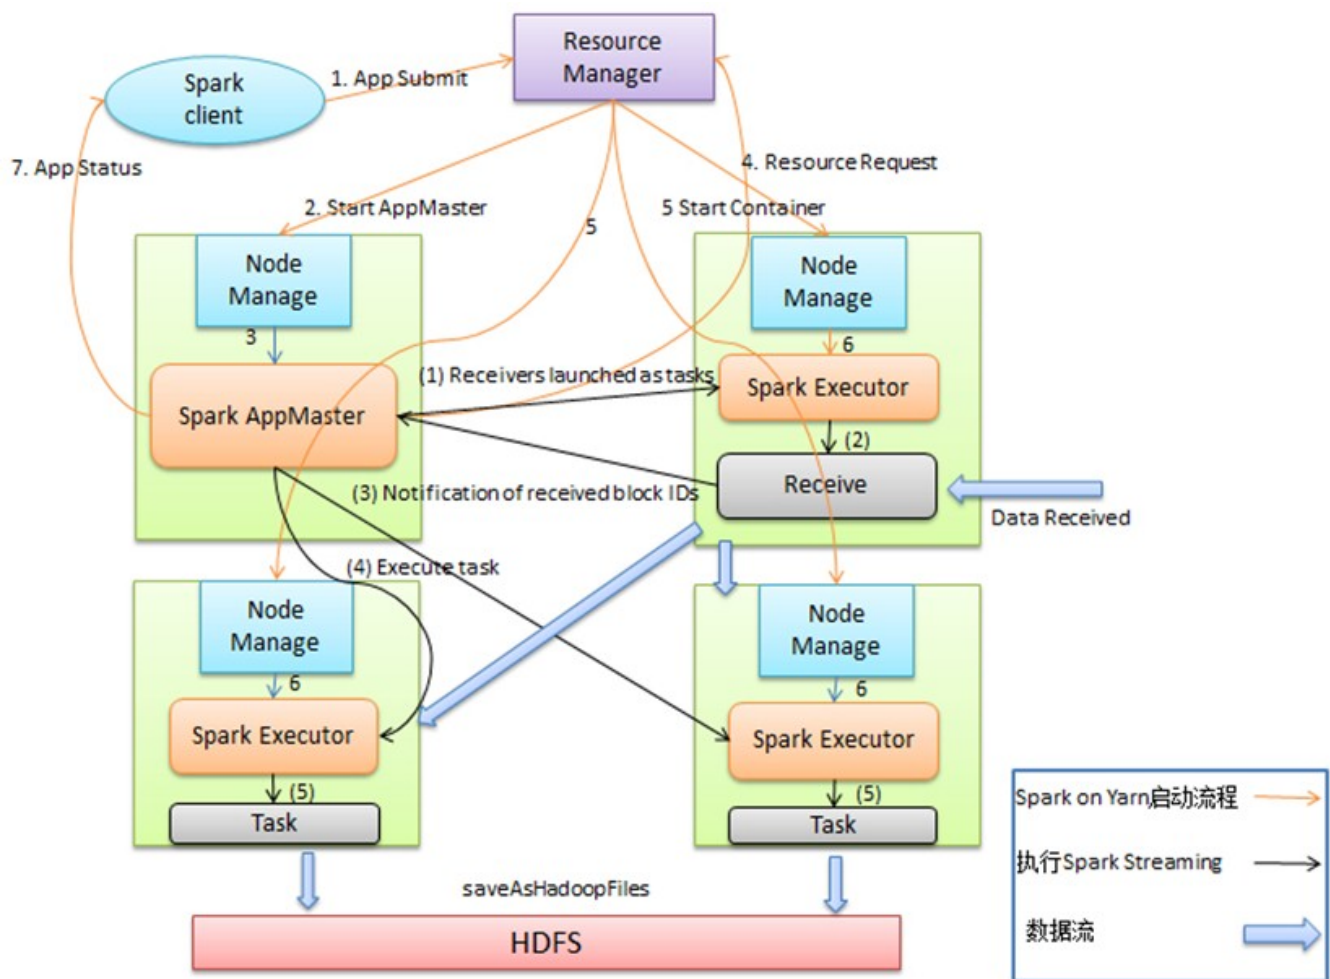 Resource
Manager
Spark
client
1. App Submit
7. App Status
4. Resource Request
2. Start AppMaster
5
5 Start Container
Node
Manage
Node
Manage
3
6
(1) Receivers launched as tasks
Spark AppMaster
Spark Executor
(2)
(3) Notification of received block IDs
Receive
Data Received
(4) Execute task
Node
Manage
Node
Manage
6
6
Spark Executor
Spark Executor
(5)
(5)
Task
Task
saveAsHadoopFiles
HDFS
Spark on Yarn启动流程
执行Spark Streaming
数据流